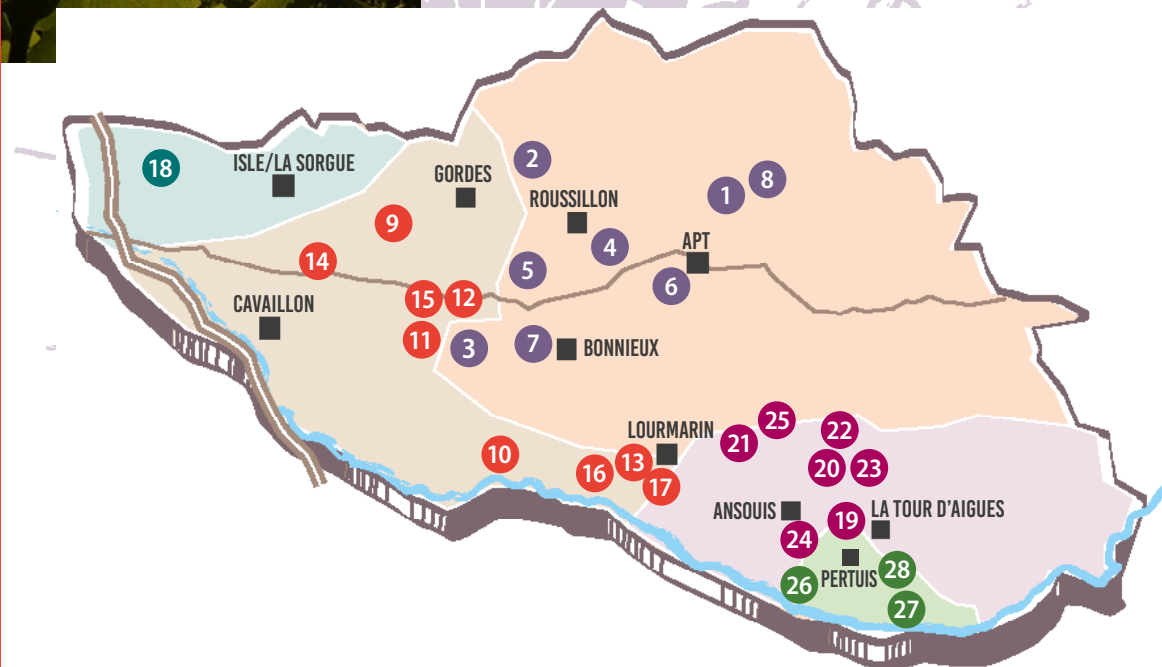 2
ISLE/LA SORGUE
18
GORDES
8
1
ROUSSILLON
9
4
APT
14
5
6
15
12
CAVAILLON
11
3
7
BONNIEUX
25
LOURMARIN
22
21
10
13
16
20
23
17
ANSOUIS
19
LA TOUR D'AIGUES
24
PERTUIS
28
26
27